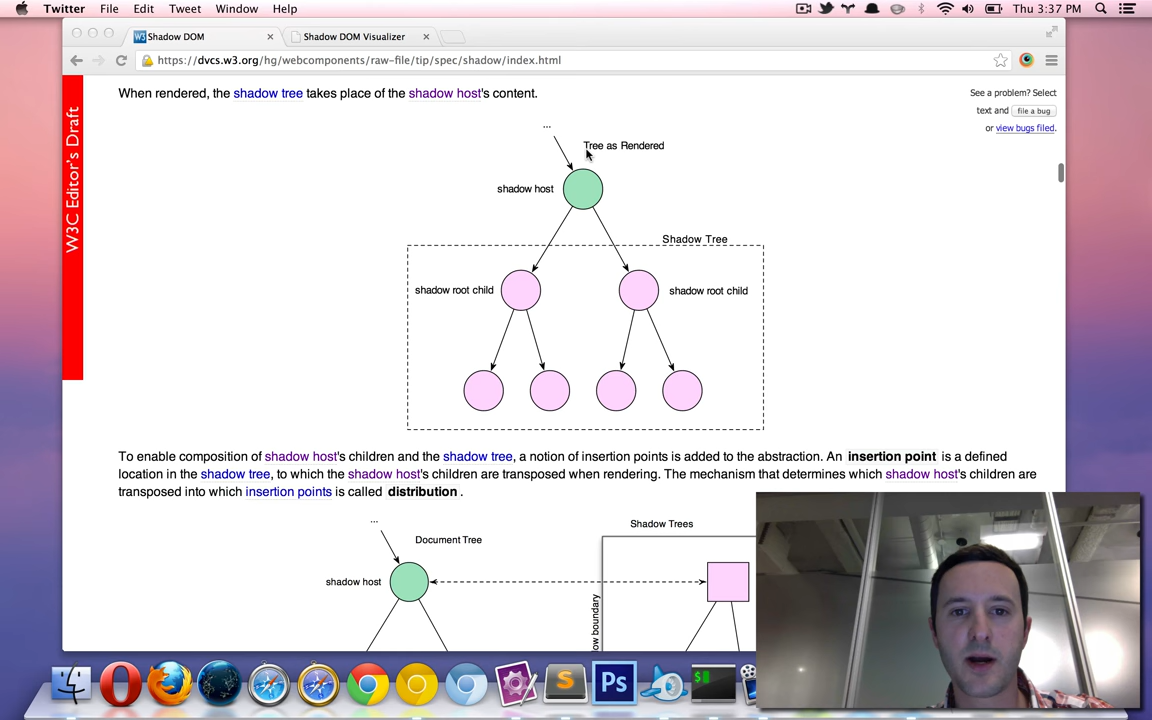 Twitter File Edit Tweet Window Help Thu 3:37 PM
W3 Shadow DOM Shadow DOM Visualizer
https://dvcs.w3.org/hg/webcomponents/raw-file/tip/spec/shadow/index.html
W3C Editor's Draft
When rendered, the shadow tree takes place of the shadow host's content.
See a problem? Select
text and file a bug
or view bugs filed.
...
Tree as Rendered
shadow host
Shadow Tree
shadow root child
shadow root child
To enable composition of shadow host's children and the shadow tree, a notion of insertion points is added to the abstraction. An insertion point is a defined
location in the shadow tree, to which the shadow host's children are transposed when rendering. The mechanism that determines which shadow host's children are
transposed into which insertion points is called distribution.
...
Document Tree
Shadow Trees
shadow host
ow boundary
S
Ps
$